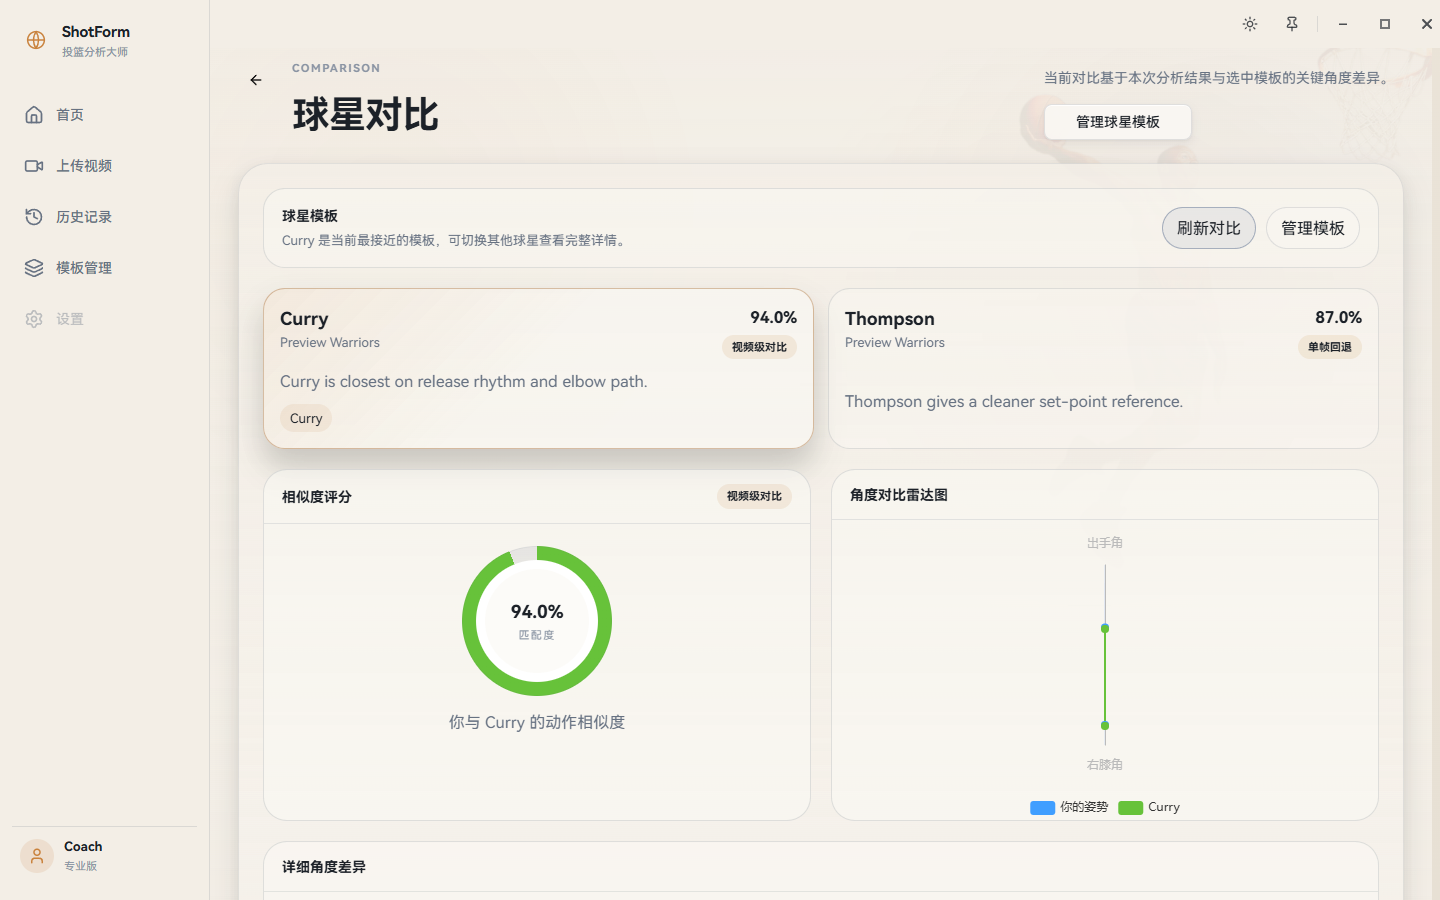 ShotForm
投篮分析大师
首页
上传视频
历史记录
模板管理
设置
Coach
专业版
COMPARISON
球星对比
当前对比基于本次分析结果与选中模板的关键角度差异。
管理球星模板
球星模板
Curry 是当前最接近的模板，可切换其他球星查看完整详情。
刷新对比
管理模板
Curry
94.0%
Preview Warriors
视频级对比
Curry is closest on release rhythm and elbow path.
Curry
Thompson
87.0%
Preview Warriors
单帧回退
Thompson gives a cleaner set-point reference.
相似度评分
视频级对比
94.0%
匹配度
你与 Curry 的动作相似度
角度对比雷达图
出手角
右膝角
你的姿势
Curry
详细角度差异